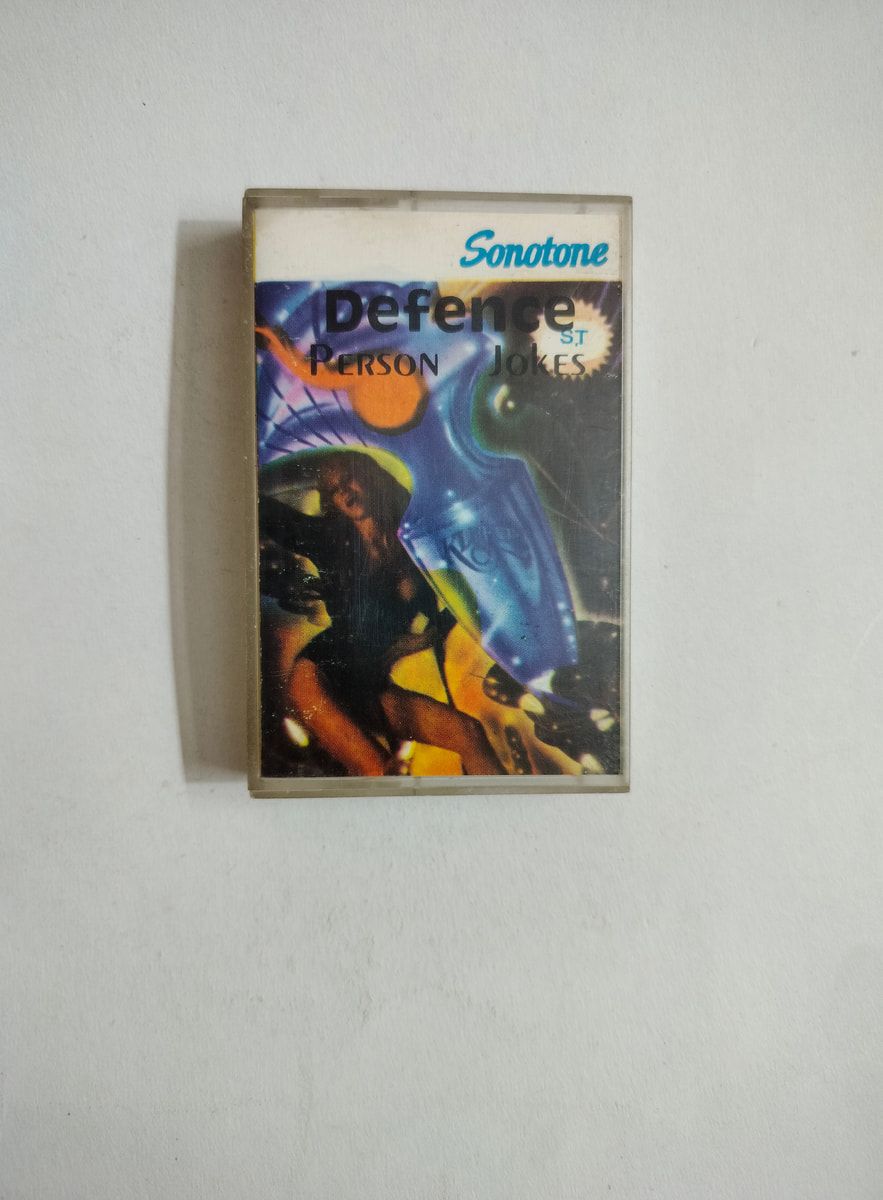 Sonotone
Defence
S.T
PERSON JOKES